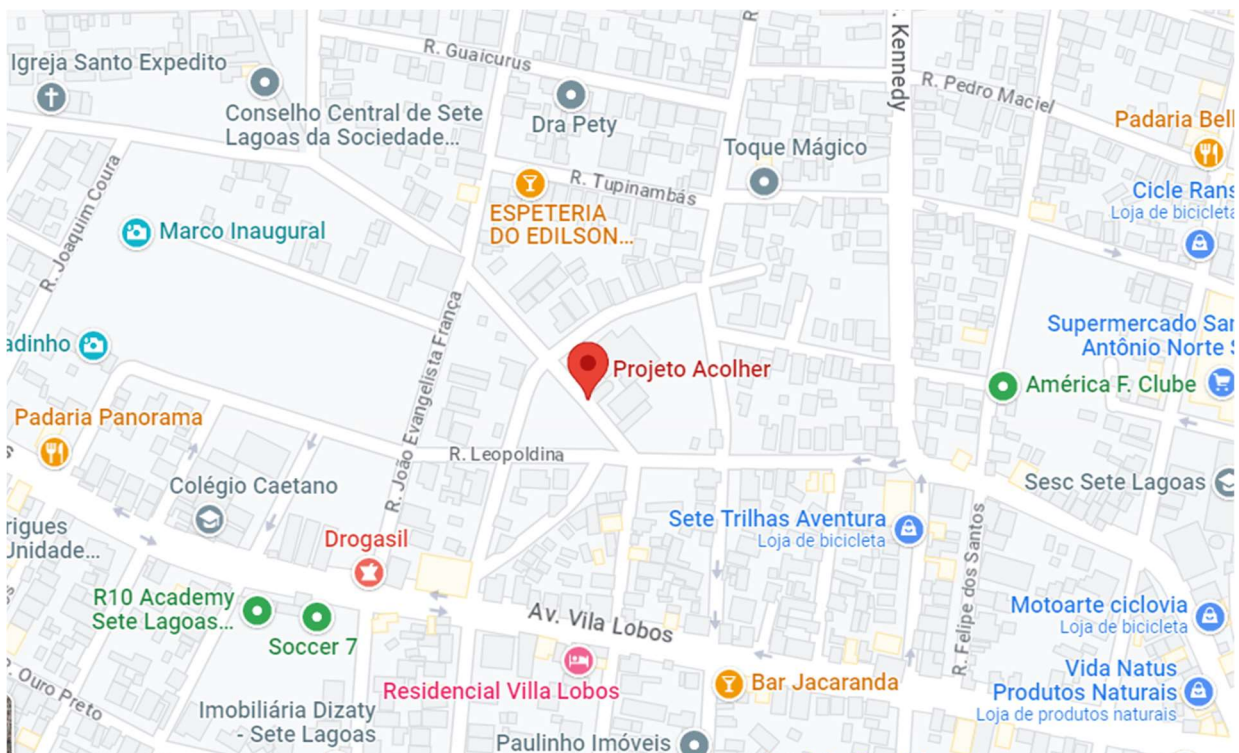 R. Guaicurus
Kennedy
R. Pedro Maciel
Igreja Santo Expedito
Conselho Central de Sete
Lagoas da Sociedade...
Dra Pety
Toque Mágico
Padaria Bell
R. Joaquim Coura
R. Tupinambás
Cicle Rans
Loja de bicicleta
ESPETERIA
DO EDILSON...
Marco Inaugural
R. João Evangelista França
adinho
Projeto Acolher
Supermercado Sar
Antônio Norte S
América F. Clube
Padaria Panorama
R. Leopoldina
Colégio Caetano
Sesc Sete Lagoas
rigues
Unidade...
Drogasil
Sete Trilhas Aventura
Loja de bicicleta
R. Felipe dos Santos
R10 Academy
Sete Lagoas...
Soccer 7
Av. Vila Lobos
Motoarte ciclovia
Loja de bicicleta
Ouro Preto
Residencial Villa Lobos
Bar Jacaranda
Vida Natus
Produtos Naturais
Loja de produtos naturais
Imobiliária Dizaty
- Sete Lagoas
Paulinho Imóveis